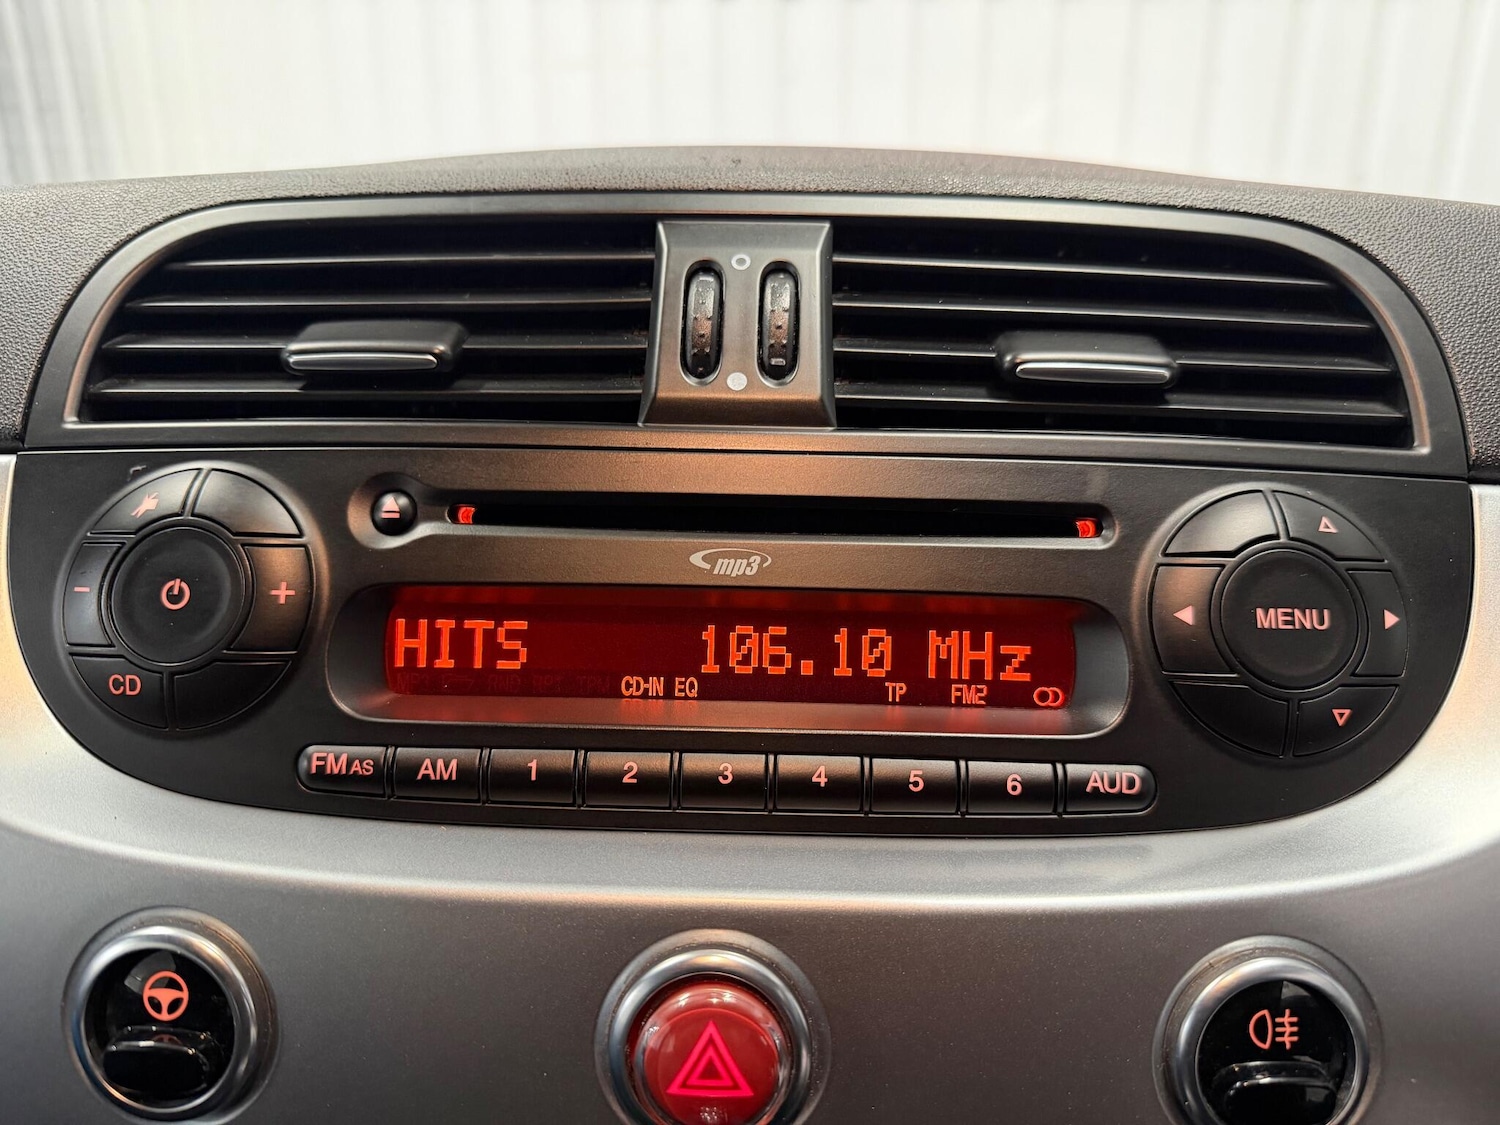 mp3
HITS 106.10 MHz
CD-IN EQ TP FM2
- +
CD
MENU
FM AS AM 1 2 3 4 5 6 AUD